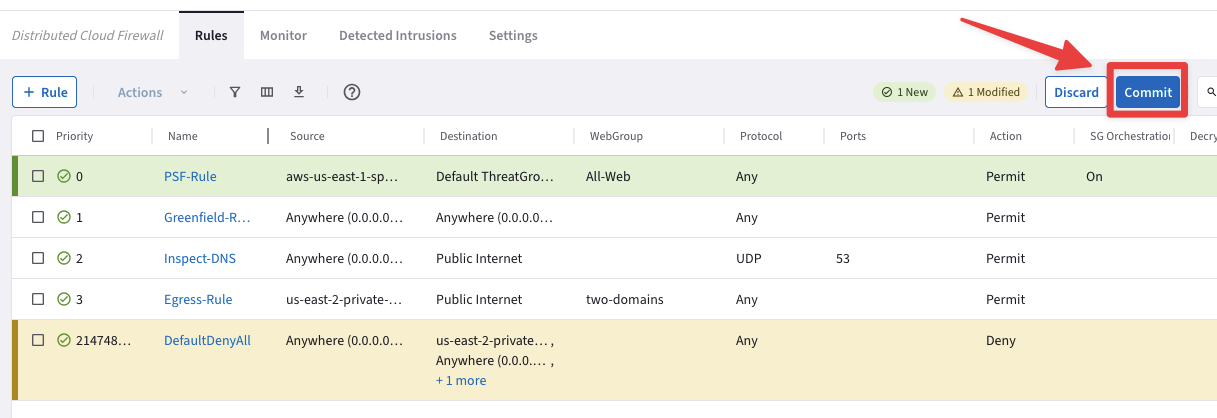 Distributed Cloud Firewall Rules Monitor Detected Intrusions Settings
+ Rule Actions 1 New 1 Modified Discard Commit
Priority Name Source Destination WebGroup Protocol Ports Action SG Orchestration Decry
0 PSF-Rule aws-us-east-1-sp... Default ThreatGro... All-Web Any Permit On
1 Greenfield-R... Anywhere (0.0.0.0... Anywhere (0.0.0.0... Any Permit
2 Inspect-DNS Anywhere (0.0.0.0... Public Internet UDP 53 Permit
3 Egress-Rule us-east-2-private-... Public Internet two-domains Any Permit
214748... DefaultDenyAll Anywhere (0.0.0.0... us-east-2-private... , Any Deny
Anywhere (0.0.0.... ,
+ 1 more